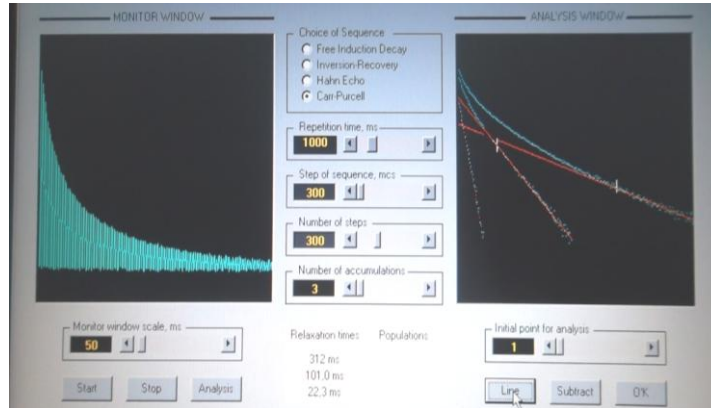 MONITOR WINDOW
Choice of Sequence
Free Induction Decay
Inversion-Recovery
Hahn Echo
Carr-Purcell
Repetition time, ms
1000
Step of sequence, mcs
300
Number of steps
300
Number of accumulations
3
ANALYSIS WINDOW
Monitor window scale, ms
50
Start
Stop
Analysis
Relaxation times
Populations
312 ms
101,0 ms
22,3 ms
Initial point for analysis
1
Line
Subtract
O'K